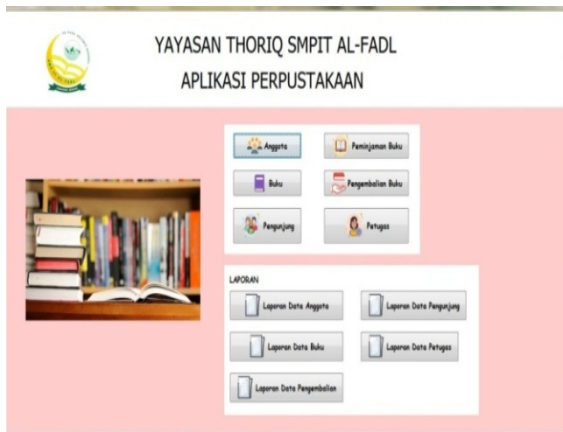 YAYASAN THORIQ SMPIT AL-FADL
APLIKASI PERPUSTAKAAN
Anggota
Peminjaman Buku
Buku
Pengembalian Buku
Pengunjung
Petugas
LAPORAN
Laporan Data Anggota
Laporan Data Pengunjung
Laporan Data Buku
Laporan Data Petugas
Laporan Data Pengembalian